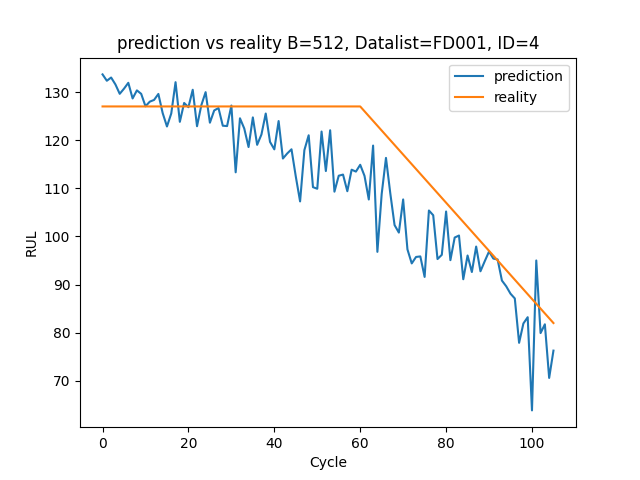 prediction vs reality B=512, Datalist=FD001, ID=4
prediction
reality
130
120
110
100
90
80
70
RUL
0 20 40 60 80 100
Cycle